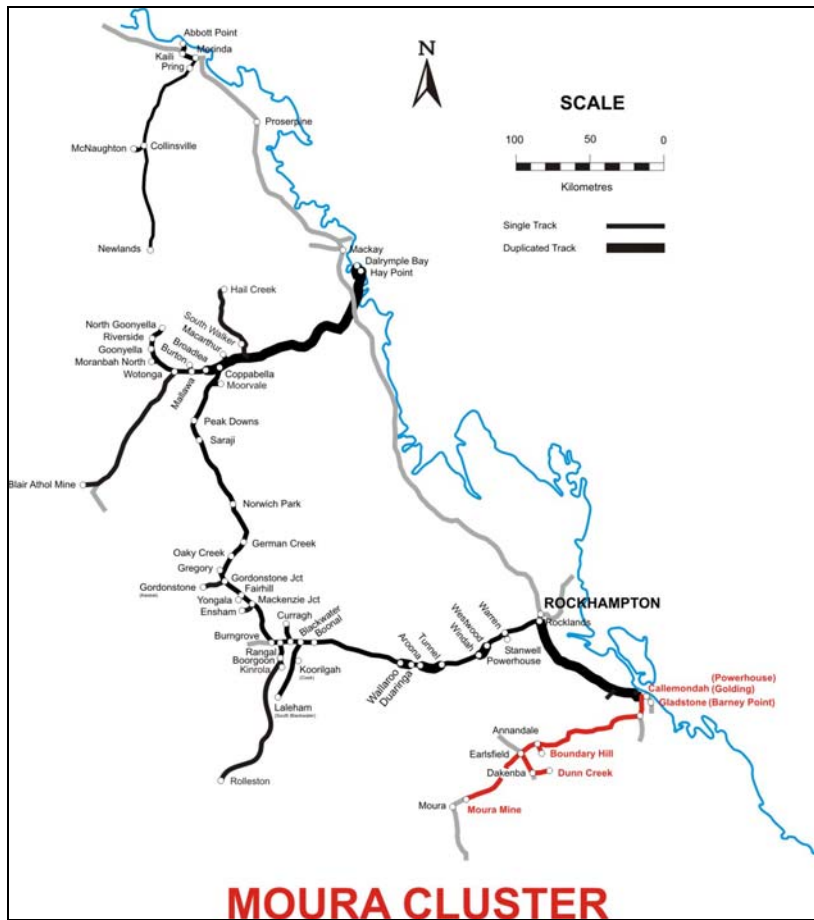 Abbott Point
Kaili
Merinda
Pring
N
SCALE
100 50 0
Kilometres
Single Track
Duplicated Track
Proserpine
McNaughton
Collinsville
Newlands
Mackay
Dalrymple Bay
Hay Point
Hail Creek
South Walker
Macarthur
North Goonyella
Riverside
Goonyella
Moranbah North
Wotonga
Broadlea
Burton
Mallawa
Coppabella
Moorvale
Peak Downs
Saraji
Blair Athol Mine
Norwich Park
German Creek
Oaky Creek
Gregory
Gordonstone Jct
Gordonstone
Fairhill
Yongala
Mackenzie Jct
Ensham
Curragh
Blackwater
Boonal
Burngrove
Rangal
Boorgoon
Kinrola
Koorilgah
(Cook)
Laleham
(South Blackwater)
Rolleston
Wallaroo
Duaringa
Aroona
Tunnel
Windah
Westwood
Warren
Stanwell
Powerhouse
ROCKHAMPTON
Rocklands
(Powerhouse)
Callemondah (Golding)
Gladstone (Barney Point)
Annandale
Earlsfield
Boundary Hill
Dakenba
Dunn Creek
Moura
Moura Mine
MOURA CLUSTER